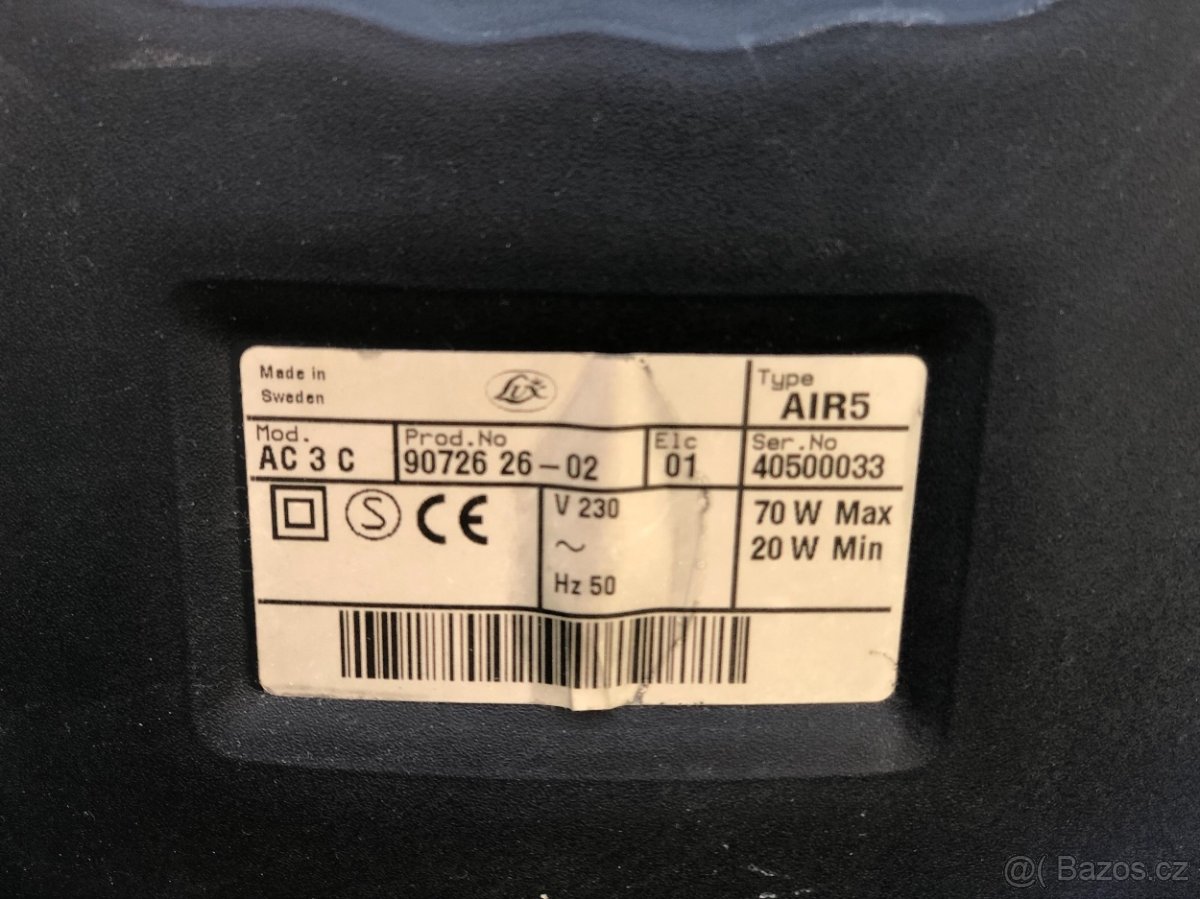 Made in
Sweden
Lux
Type
AIR5
Mod.
AC 3 C
Prod.No
90726 26-02
Elc
01
Ser.No
40500033
S
CE
V 230
~
Hz 50
70 W Max
20 W Min
@( Bazos.cz